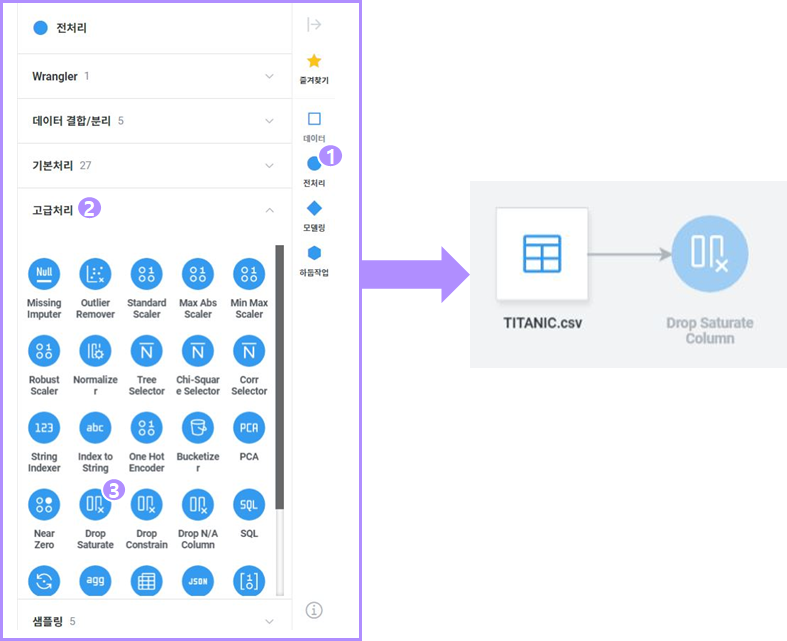 전처리
Wrangler 1
데이터 결합/분리 5
기본처리 27
고급처리 2
Null
Missing
Imputer
Outlier
Remover
Standard
Scaler
Max Abs
Scaler
Min Max
Scaler
Robust
Scaler
Normalize
r
N
Tree
Selector
N
Chi-Squar
e Selector
N
Corr
Selector
123
String
Indexer
abc
Index to
String
One Hot
Encoder
Bucketize
r
PCA
PCA
Near
Zero
3
Drop
Saturate
Drop
Constrain
Drop N/A
Column
SQL
SQL
agg
JSON
샘플링 5
즐겨찾기
데이터
1
전처리
모델링
하둡작업
TITANIC.csv
Drop Saturate
Column